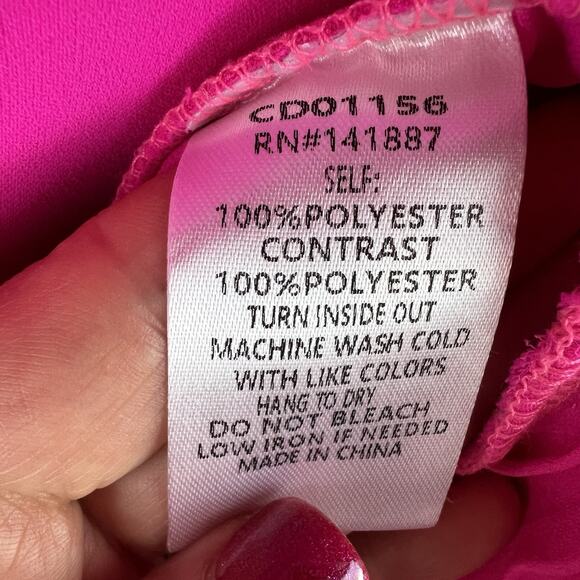 CD01156
RN#141887
SELF:
100%POLYESTER
CONTRAST
100%POLYESTER
TURN INSIDE OUT
MACHINE WASH COLD
WITH LIKE COLORS
HANG TO DRY
DO NOT BLEACH
LOW IRON IF NEEDED
MADE IN CHINA